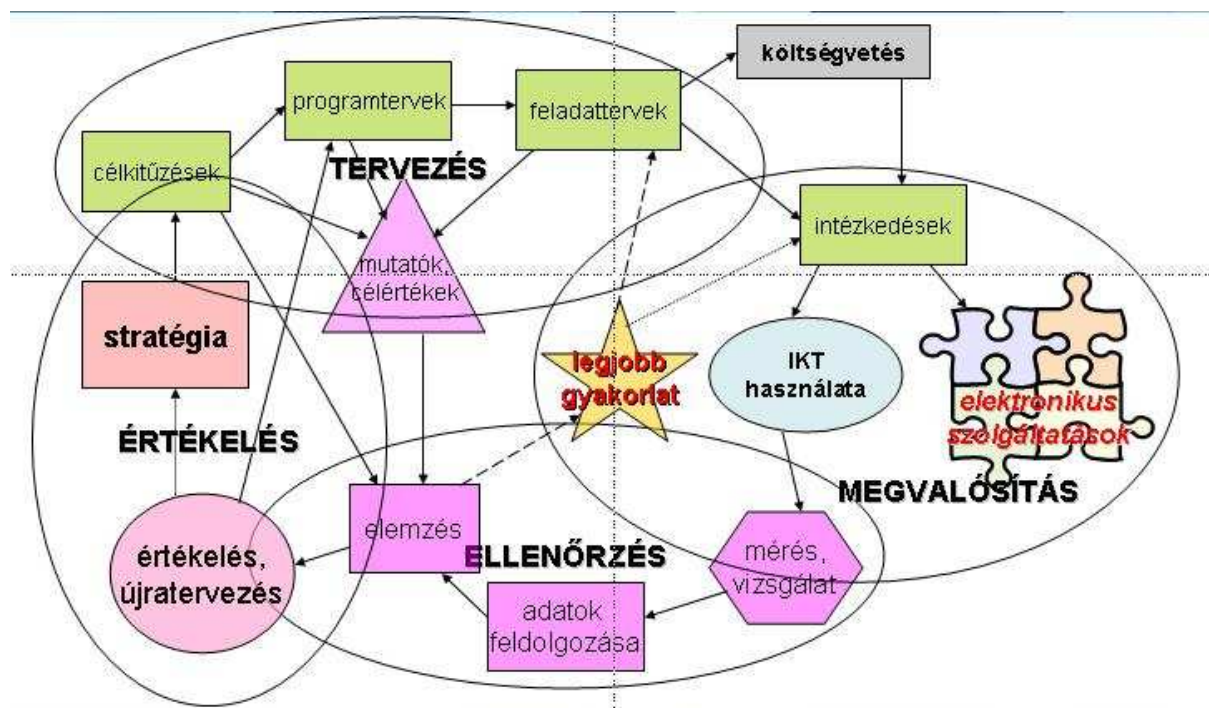 költségvetés
programtervek
feladattervek
célkitűzések
TERVEZÉS
intézkedések
mutatók,
célértékek
stratégia
legjobb
gyakorlat
IKT
használata
elektronikus
szolgáltatások
ÉRTÉKELÉS
MEGVALÓSÍTÁS
elemzés
ELLENŐRZÉS
mérés,
vizsgálat
értékelés,
újratervezés
adatok
feldolgozása